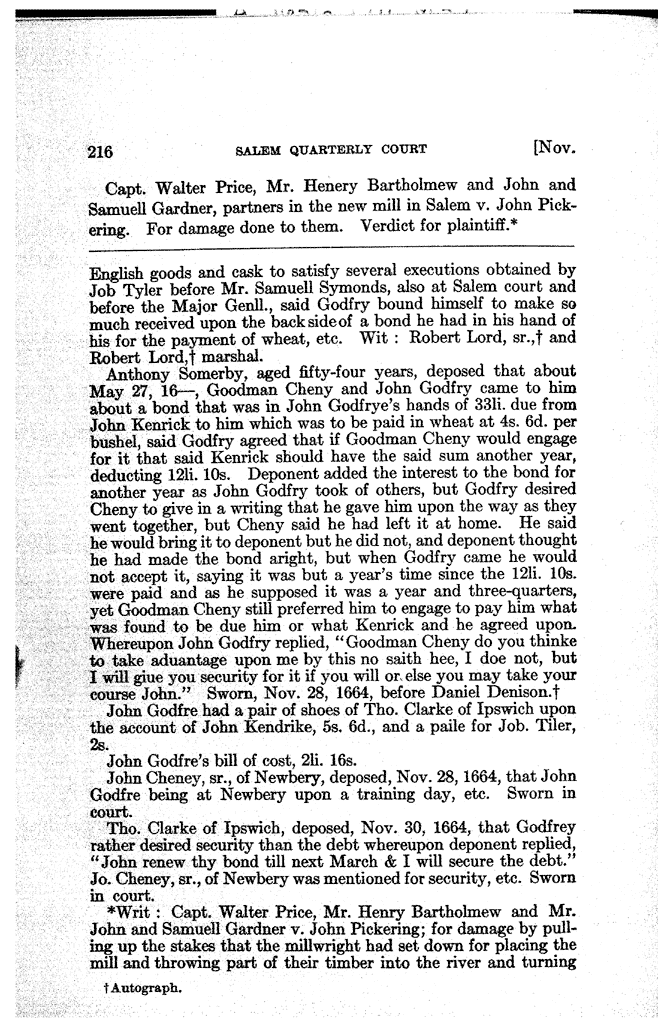 216 SALEM QUARTERLY COURT [Nov.
Capt. Walter Price, Mr. Henery Bartholmew and John and
Samuell Gardner, partners in the new mill in Salem v. John Pick-
ering. For damage done to them. Verdict for plaintiff.*
English goods and cask to satisfy several executions obtained by
Job Tyler before Mr. Samuell Symonds, also at Salem court and
before the Major Genll., said Godfry bound himself to make so
much received upon the backside of a bond he had in his hand of
his for the payment of wheat, etc. Wit : Robert Lord, sr.,† and
Robert Lord,† marshal.
Anthony Somerby, aged fifty-four years, deposed that about
May 27, 16—, Goodman Cheny and John Godfry came to him
about a bond that was in John Godfrye's hands of 33li. due from
John Kenrick to him which was to be paid in wheat at 4s. 6d. per
bushel, said Godfry agreed that if Goodman Cheny would engage
for it that said Kenrick should have the said sum another year,
deducting 12li. 10s. Deponent added the interest to the bond for
another year as John Godfry took of others, but Godfry desired
Cheny to give in a writing that he gave him upon the way as they
went together, but Cheny said he had left it at home. He said
he would bring it to deponent but he did not, and deponent thought
he had made the bond aright, but when Godfry came he would
not accept it, saying it was but a year's time since the 12li. 10s.
were paid and as he supposed it was a year and three-quarters,
yet Goodman Cheny still preferred him to engage to pay him what
was found to be due him or what Kenrick and he agreed upon.
Whereupon John Godfry replied, "Goodman Cheny do you thinke
to take aduantage upon me by this no saith hee, I doe not, but
I will giue you security for it if you will or else you may take your
course John." Sworn, Nov. 28, 1664, before Daniel Denison.†
John Godfre had a pair of shoes of Tho. Clarke of Ipswich upon
the account of John Kendrike, 5s. 6d., and a paile for Job. Tiler,
2s.
John Godfre's bill of cost, 2li. 16s.
John Cheney, sr., of Newbery, deposed, Nov. 28, 1664, that John
Godfre being at Newbery upon a training day, etc. Sworn in
court.
Tho. Clarke of Ipswich, deposed, Nov. 30, 1664, that Godfrey
rather desired security than the debt whereupon deponent replied,
"John renew thy bond till next March & I will secure the debt."
Jo. Cheney, sr., of Newbery was mentioned for security, etc. Sworn
in court.
*Writ : Capt. Walter Price, Mr. Henry Bartholmew and Mr.
John and Samuell Gardner v. John Pickering; for damage by pull-
ing up the stakes that the millwright had set down for placing the
mill and throwing part of their timber into the river and turning
†Autograph.